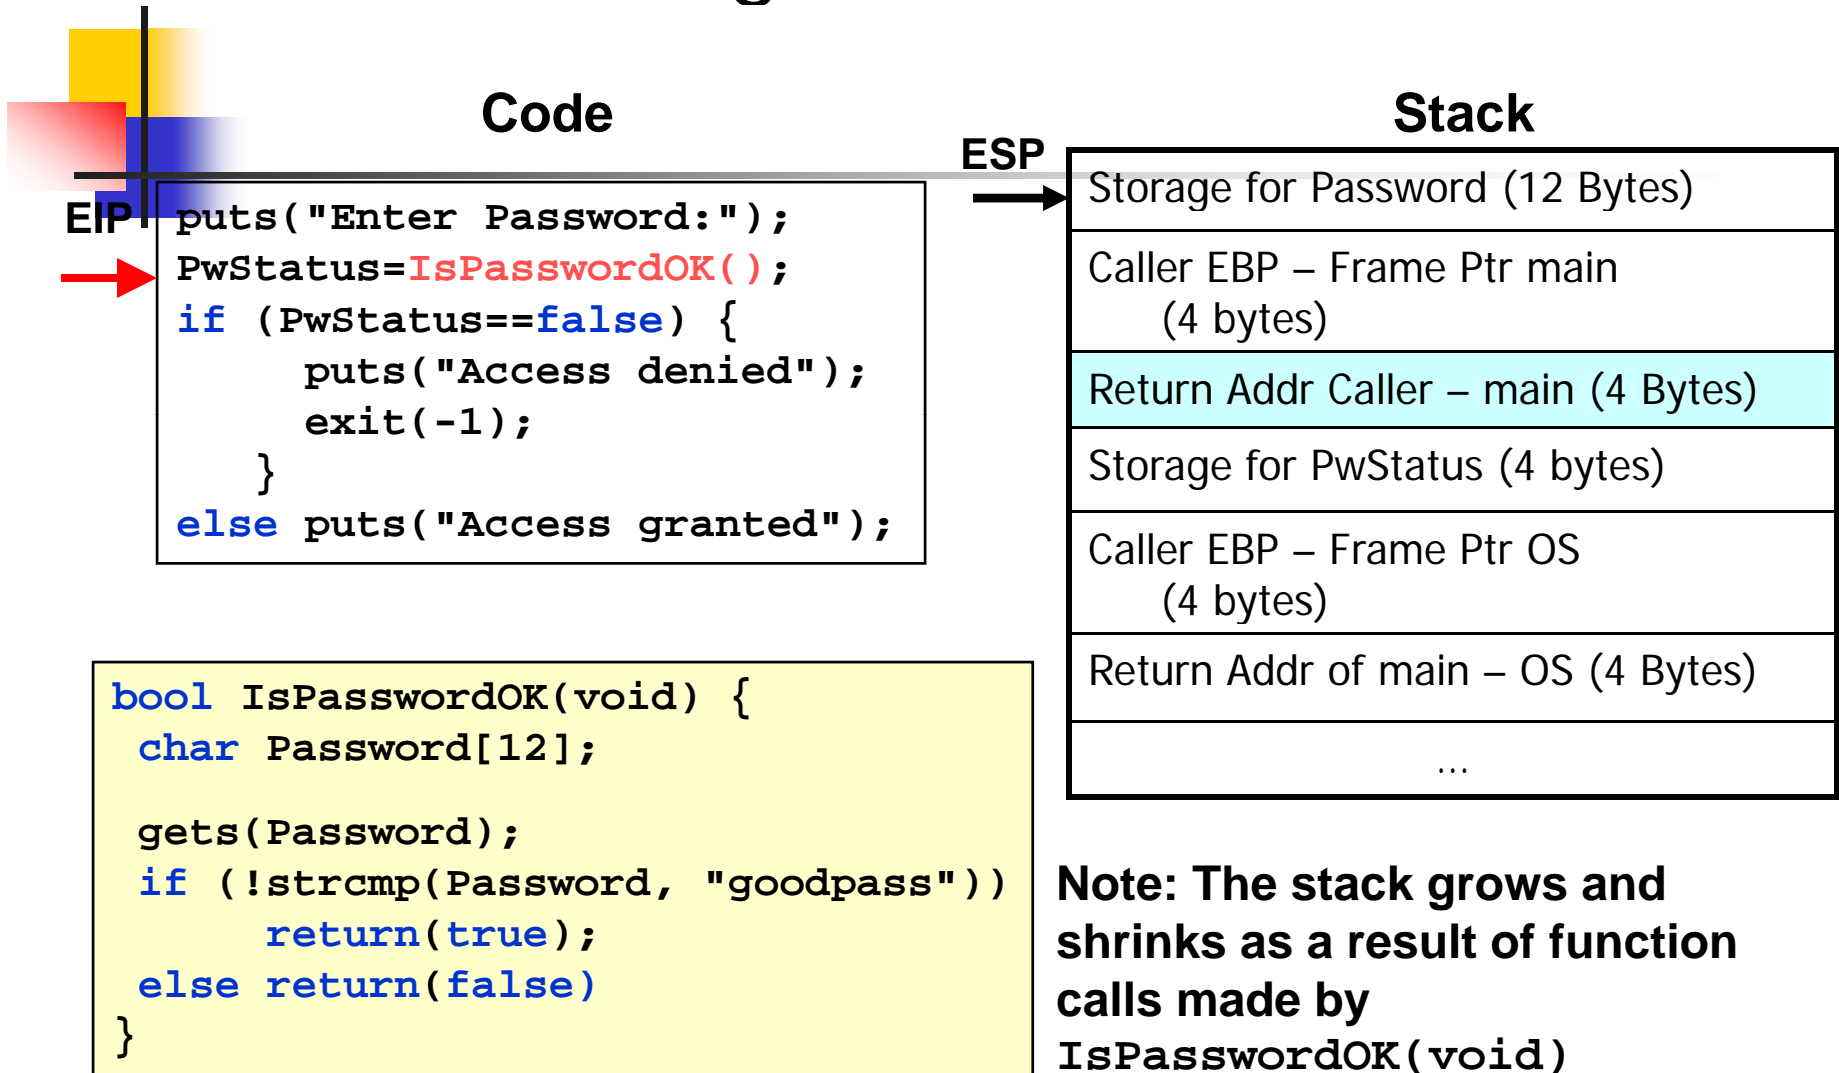 Code
EIP
puts("Enter Password:");
PwStatus=IsPasswordOK();
if (PwStatus==false) {
puts("Access denied");
exit(-1);
}
else puts("Access granted");
bool IsPasswordOK(void) {
char Password[12];
gets(Password);
if (!strcmp(Password, "goodpass"))
return(true);
else return(false)
}
Stack
ESP
Storage for Password (12 Bytes)
Caller EBP – Frame Ptr main
(4 bytes)
Return Addr Caller – main (4 Bytes)
Storage for PwStatus (4 bytes)
Caller EBP – Frame Ptr OS
(4 bytes)
Return Addr of main – OS (4 Bytes)
…
Note: The stack grows and
shrinks as a result of function
calls made by
IsPasswordOK(void)